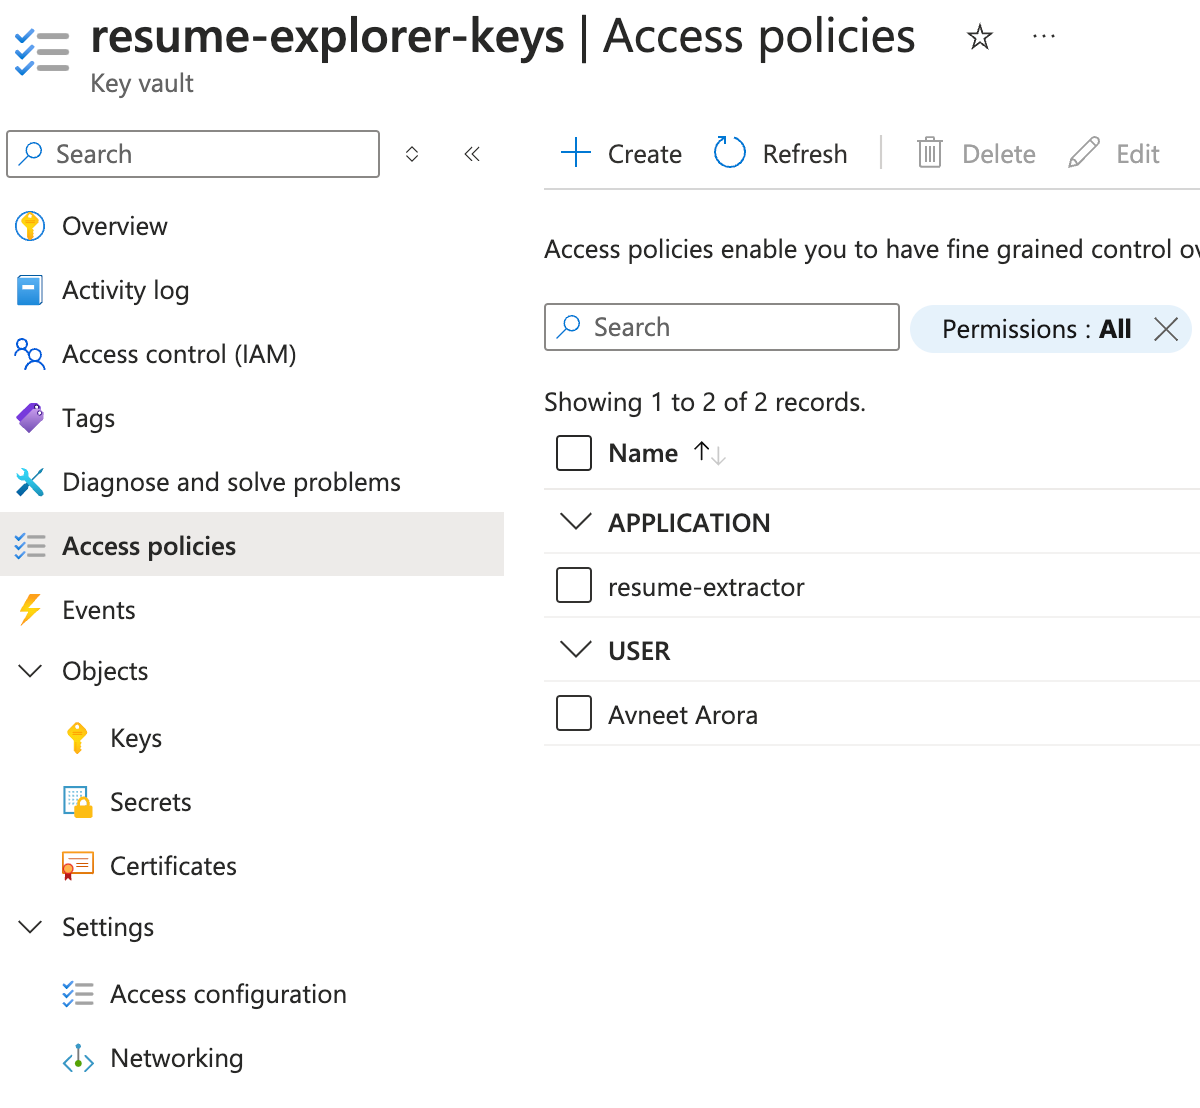 resume-explorer-keys | Access policies
Key vault
Search
Overview
Activity log
Access control (IAM)
Tags
Diagnose and solve problems
Access policies
Events
Objects
Keys
Secrets
Certificates
Settings
Access configuration
Networking
Create Refresh Delete Edit
Access policies enable you to have fine grained control ov
Search
Permissions : All
Showing 1 to 2 of 2 records.
Name
APPLICATION
resume-extractor
USER
Avneet Arora